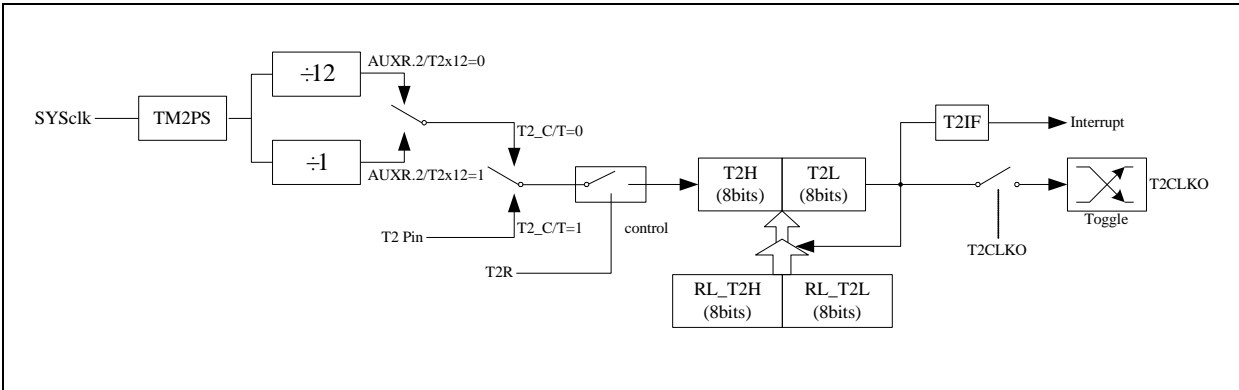 AUXR.2/T2x12=0
÷12
SYSclk
TM2PS
T2_C/T=0
T2IF
Interrupt
÷1
AUXR.2/T2x12=1
T2H
(8bits)
T2L
(8bits)
T2CLKO
Toggle
T2_C/T=1
T2 Pin
control
T2CLKO
T2R
RL_T2H
(8bits)
RL_T2L
(8bits)